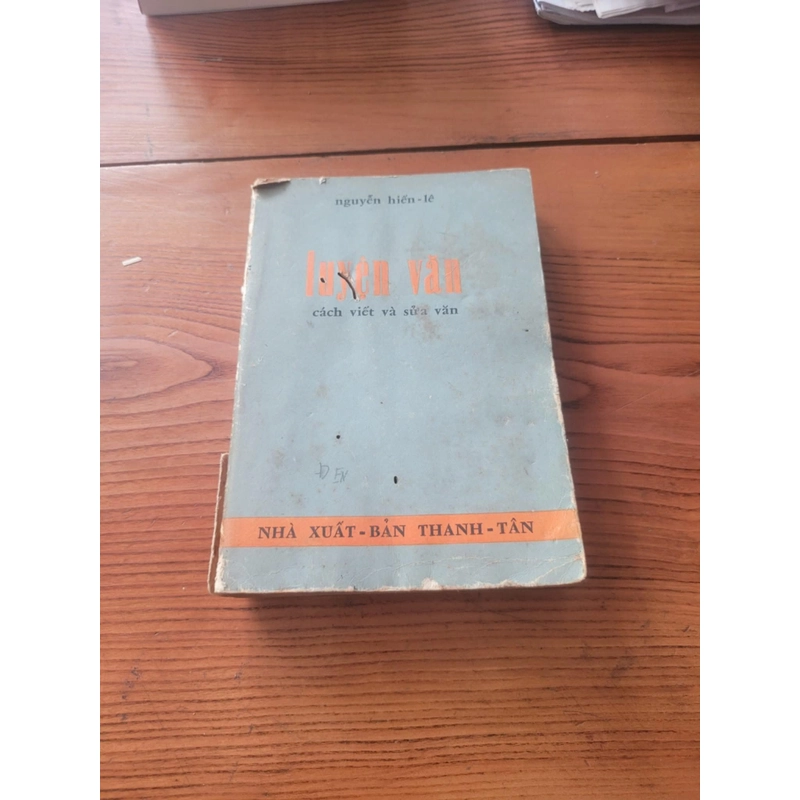 nguyễn hiến-lê
luyện văn
cách viết và sửa văn
NHÀ XUẤT-BẢN THANH-TÂN